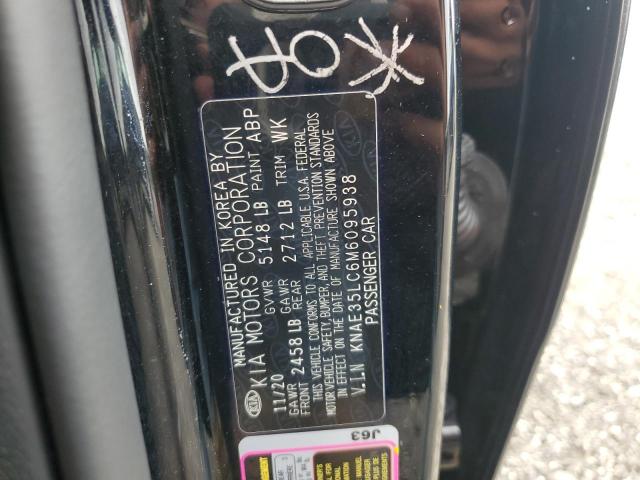 MANUFACTURED IN KOREA BY
KIA KIA MOTORS CORPORATION
11/20 GVWR 5148 LB PAINT ABP
GAWR FRONT 2458 LB GAWR REAR 2712 LB TRIM WK
THIS VEHICLE CONFORMS TO ALL APPLICABLE U.S.A. FEDERAL
MOTOR VEHICLE SAFETY, BUMPER, AND THEFT PREVENTION STANDARDS
IN EFFECT ON THE DATE OF MANUFACTURE SHOWN ABOVE
V.I.N KNAE35LC6M6095938
PASSENGER CAR
J63